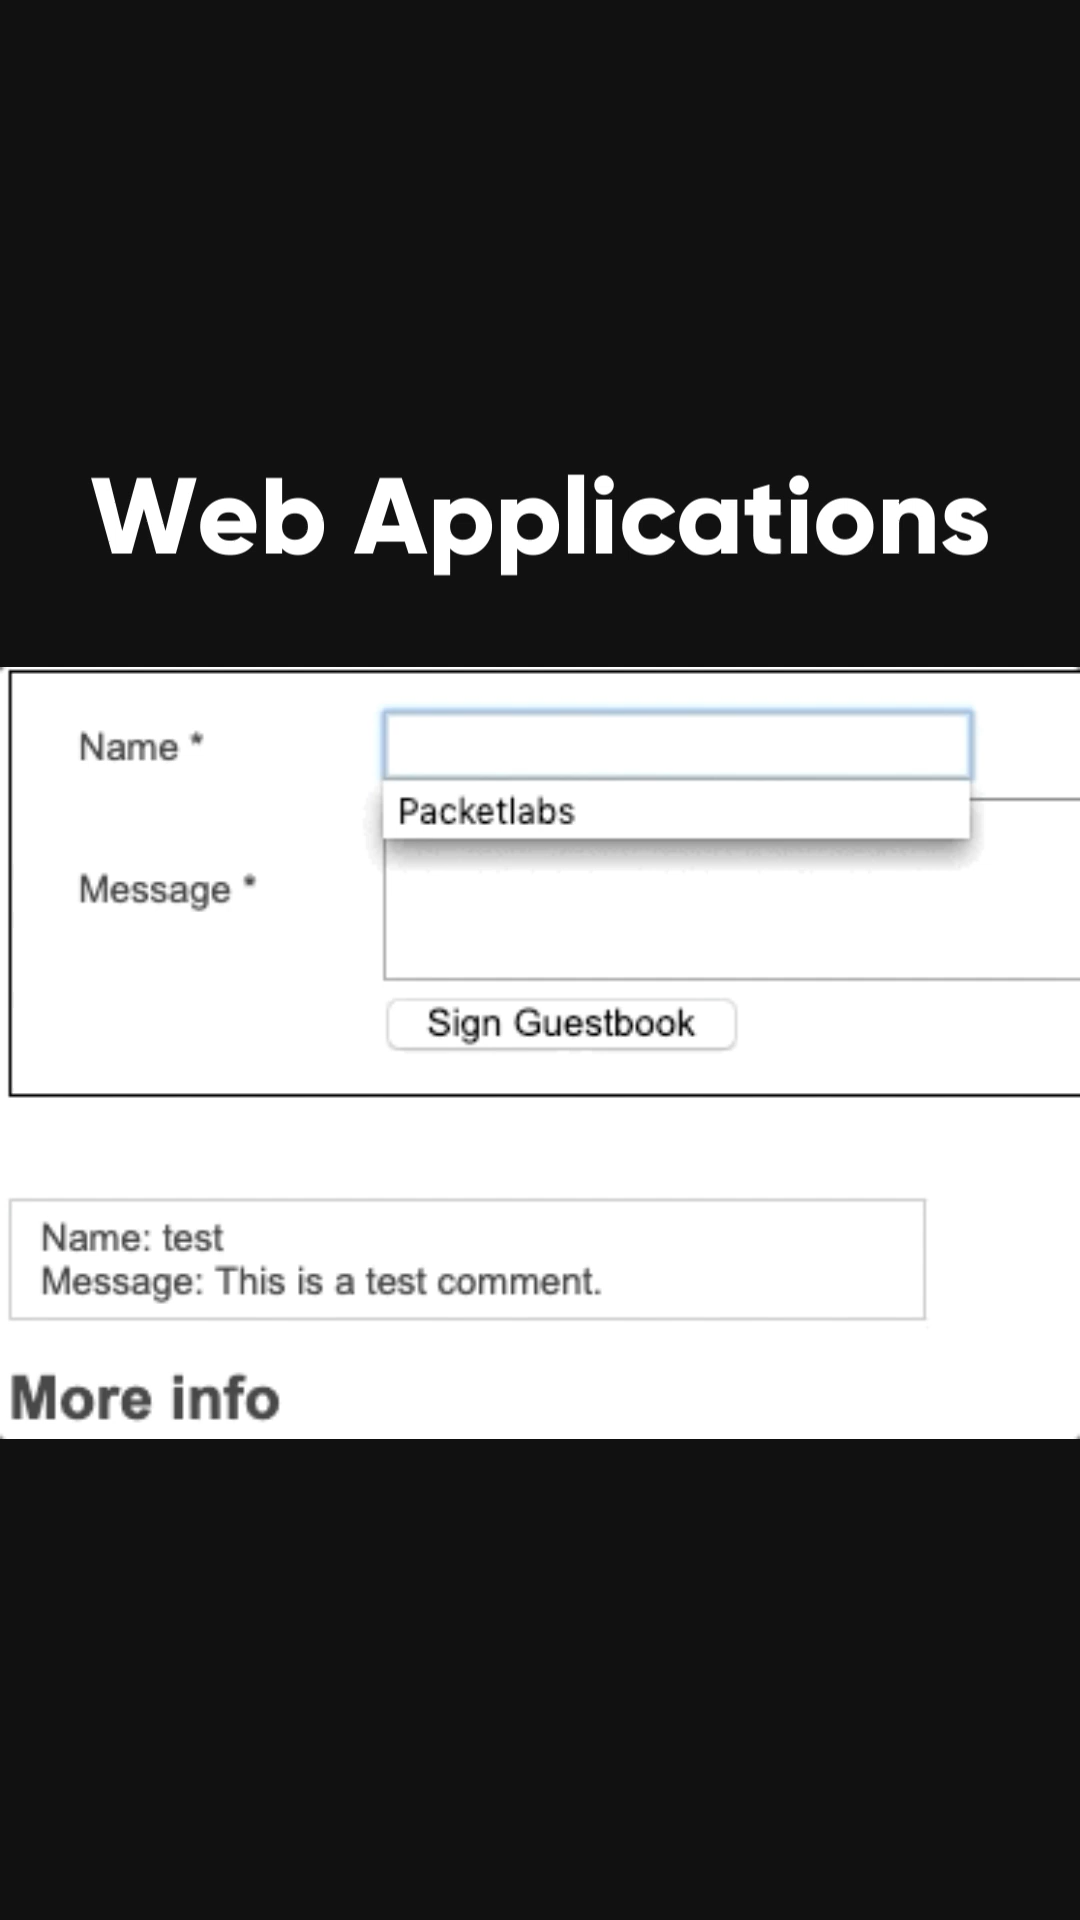 Web Applications
Name *
Packetlabs
Message *
Sign Guestbook
Name: test
Message: This is a test comment.
More info